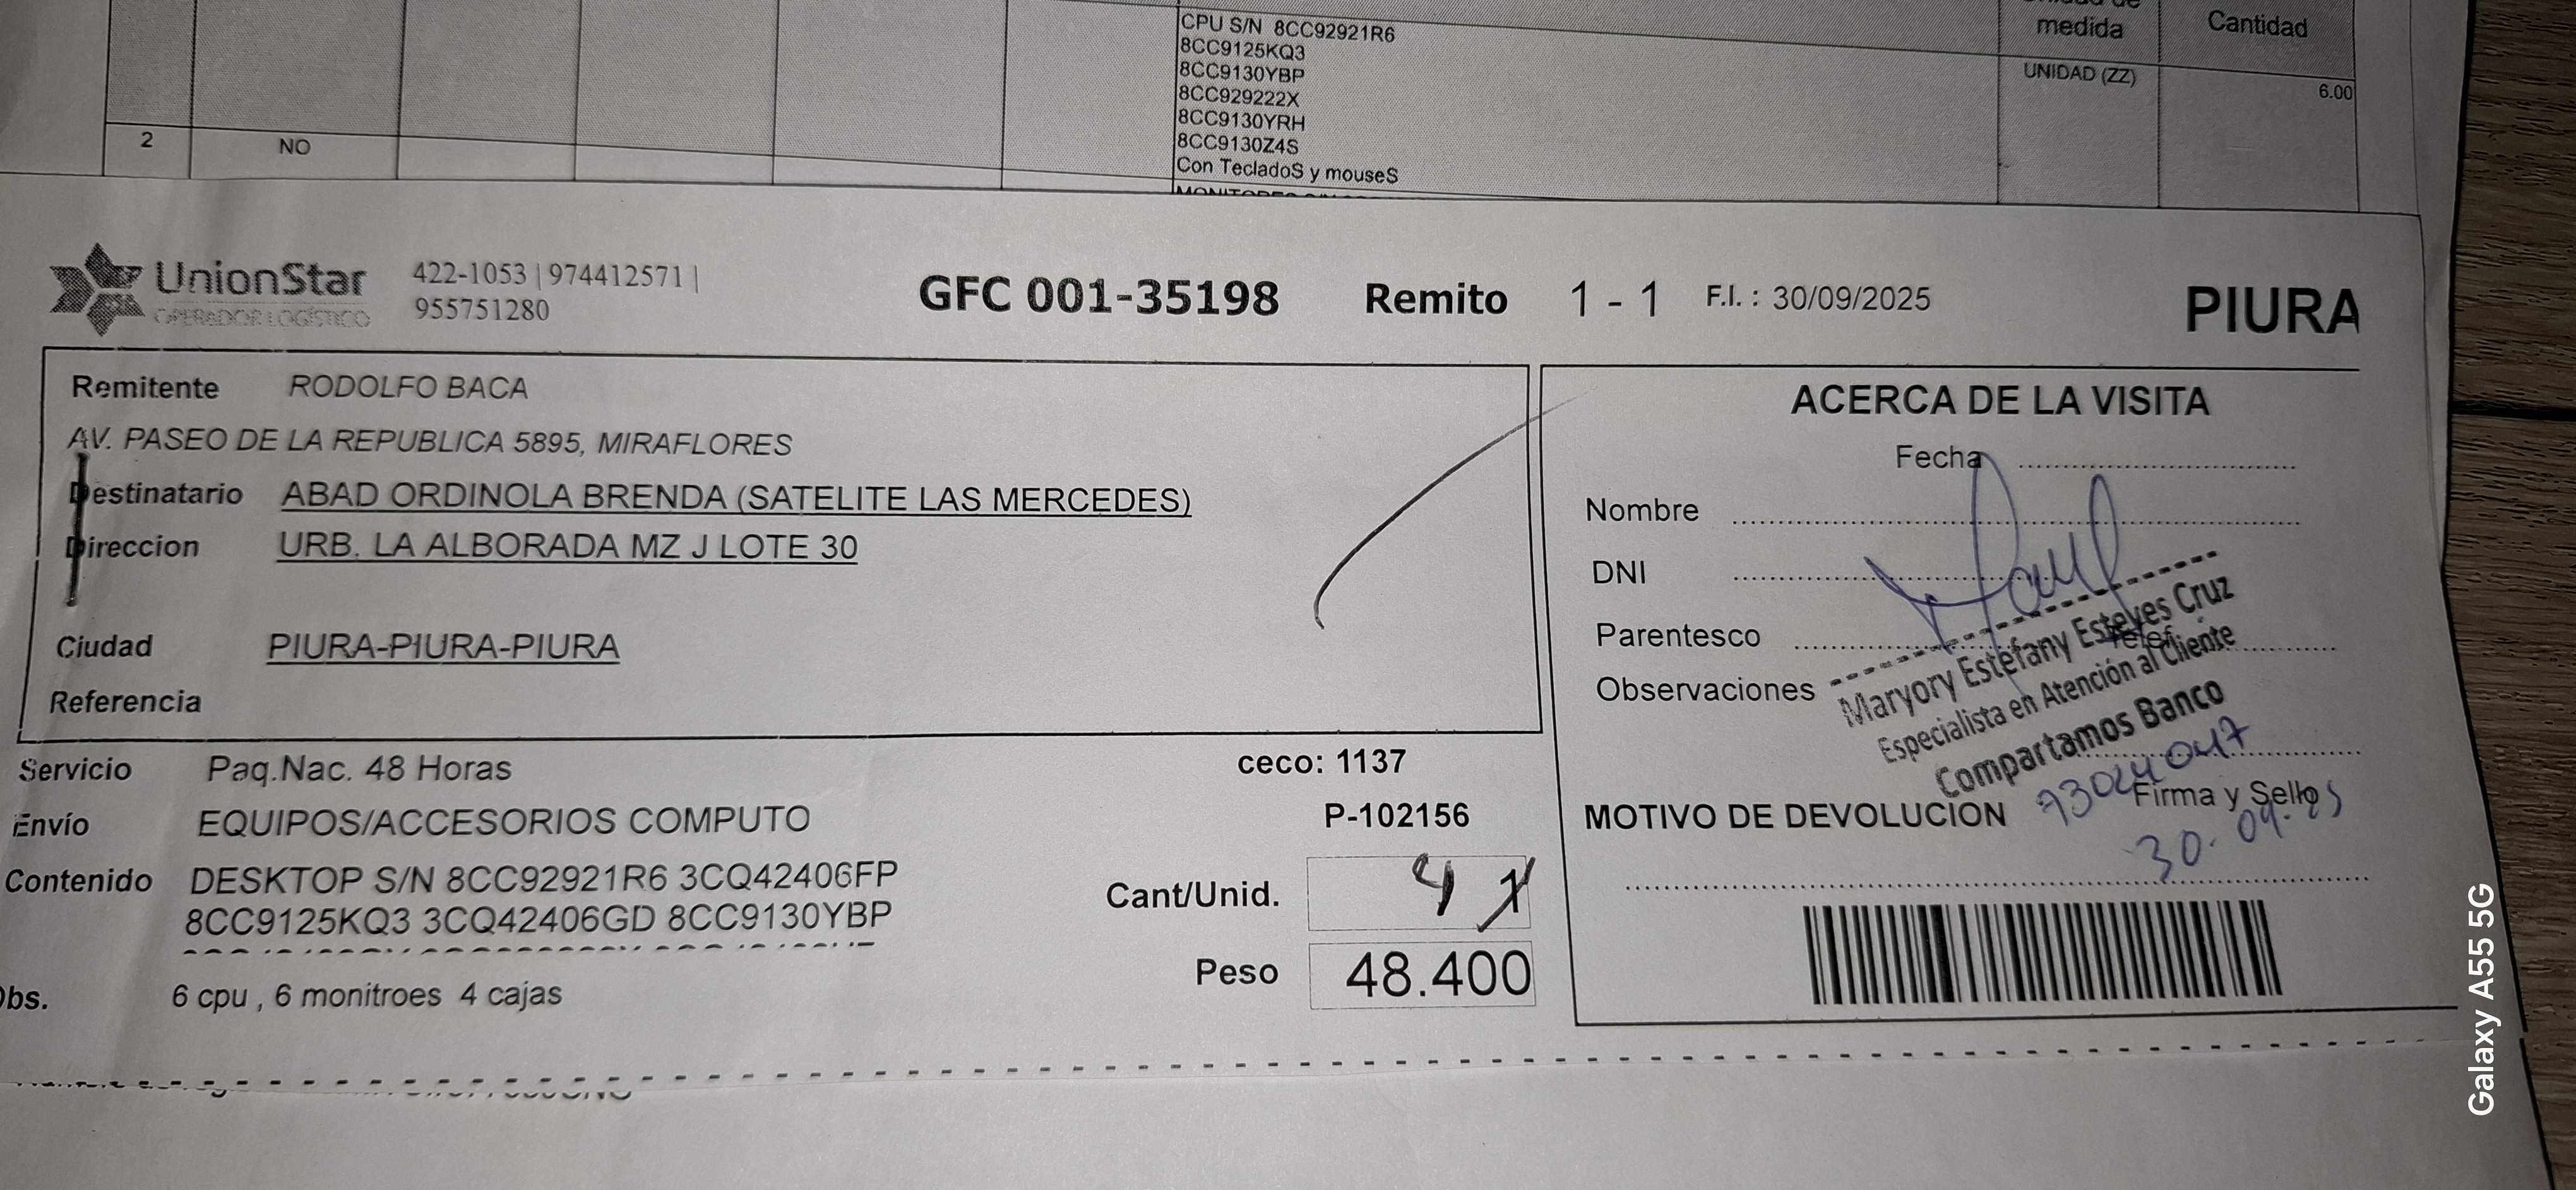 medida
Cantidad
CPU S/N 8CC92921R6
8CC9125KQ3
8CC9130YBP
8CC929222X
8CC9130YRH
8CC9130Z4S
Con TecladoS y mouseS
UNIDAD (ZZ)
6.00
2
NO
UnionStar
OPERADOR LOGÍSTICO
422-1053 | 974412571 |
955751280
GFC 001-35198
Remito
1 - 1
F.I. : 30/09/2025
PIURA
Remitente RODOLFO BACA
AV. PASEO DE LA REPUBLICA 5895, MIRAFLORES
Destinatario ABAD ORDINOLA BRENDA (SATELITE LAS MERCEDES)
Direccion URB. LA ALBORADA MZ J LOTE 30
Ciudad PIURA-PIURA-PIURA
Referencia
Servicio Paq.Nac. 48 Horas
Envío EQUIPOS/ACCESORIOS COMPUTO
Contenido DESKTOP S/N 8CC92921R6 3CQ42406FP
8CC9125KQ3 3CQ42406GD 8CC9130YBP
Obs. 6 cpu , 6 monitroes 4 cajas
ceco: 1137
P-102156
Cant/Unid. 4 1
Peso 48.400
ACERCA DE LA VISITA
Fecha
Nombre
DNI
Parentesco
Telef
Observaciones
Maryory Estefany Esteves Cruz
Especialista en Atención al Cliente
Compartamos Banco
73044047
Firma y Sello
MOTIVO DE DEVOLUCION
30.09.25
Galaxy A55 5G